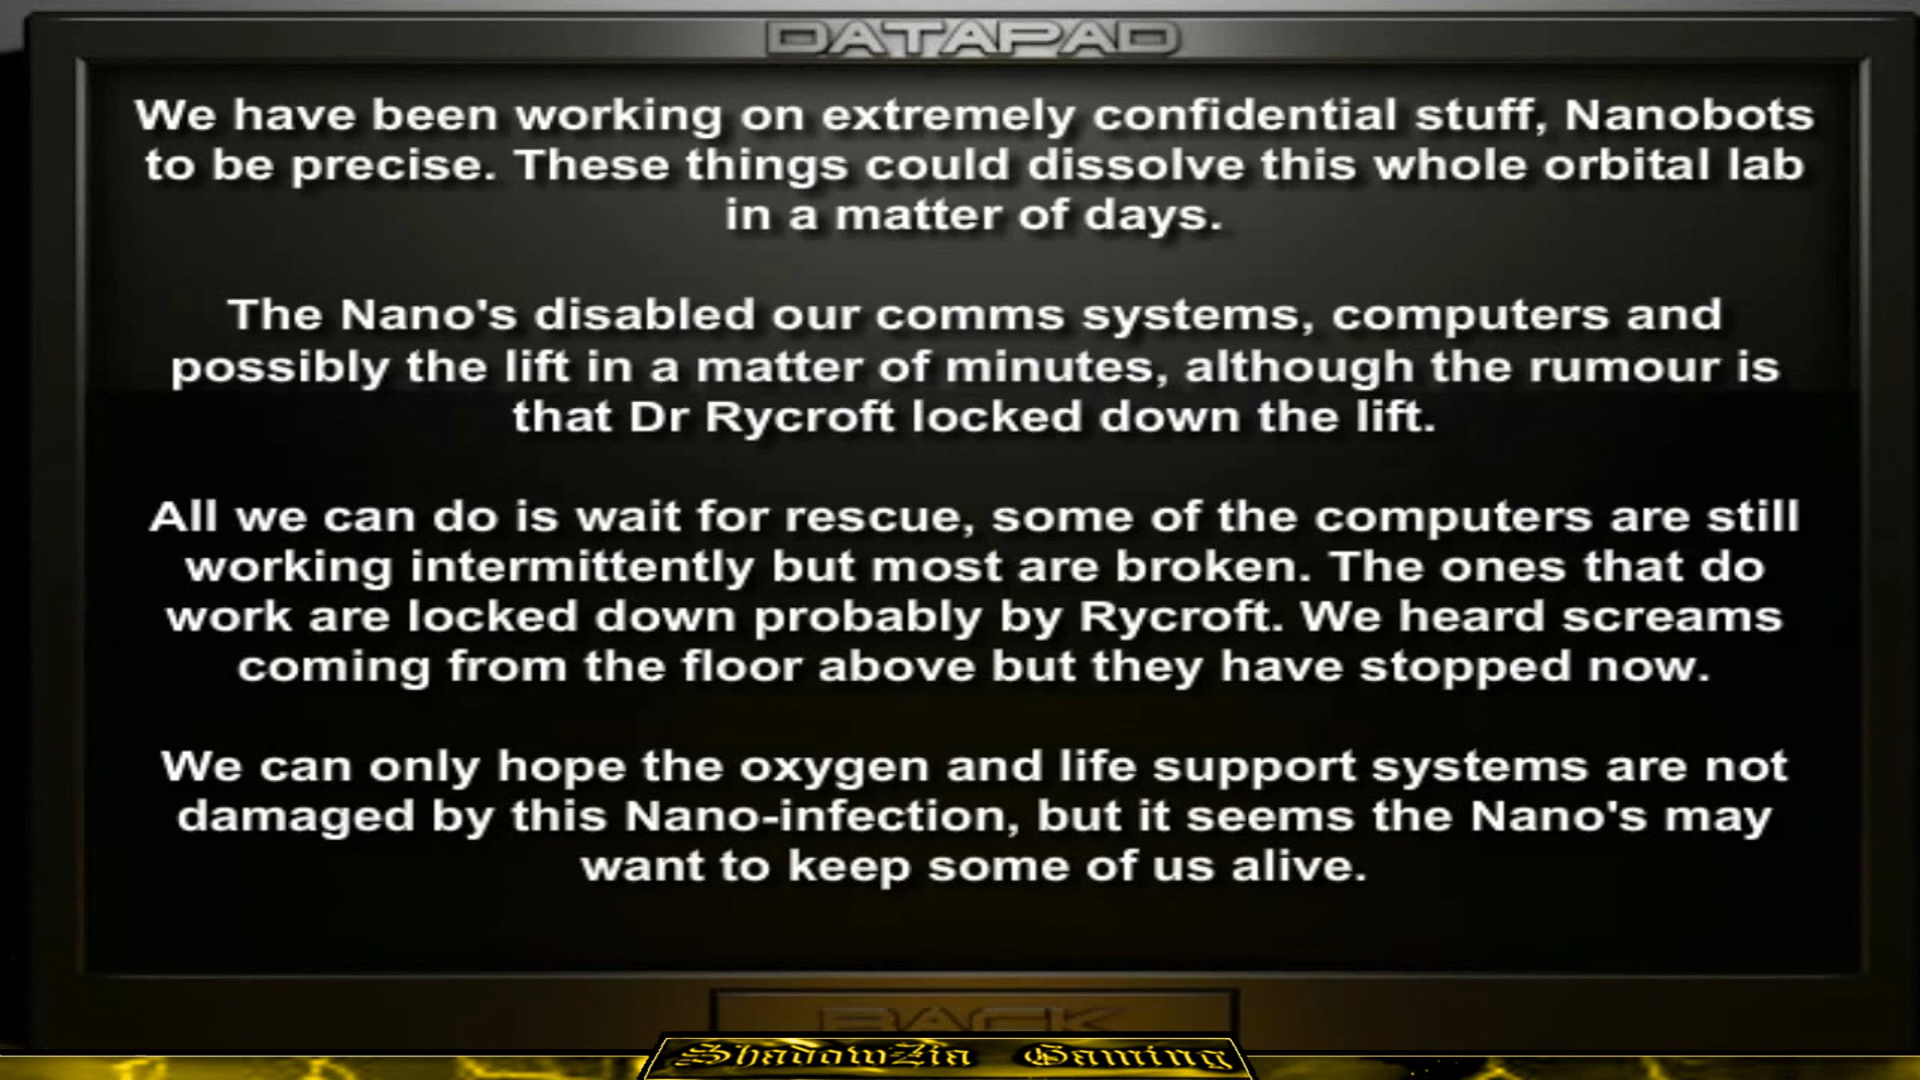 DATAPAD
We have been working on extremely confidential stuff, Nanobots
to be precise. These things could dissolve this whole orbital lab
in a matter of days.
The Nano's disabled our comms systems, computers and
possibly the lift in a matter of minutes, although the rumour is
that Dr Rycroft locked down the lift.
All we can do is wait for rescue, some of the computers are still
working intermittently but most are broken. The ones that do
work are locked down probably by Rycroft. We heard screams
coming from the floor above but they have stopped now.
We can only hope the oxygen and life support systems are not
damaged by this Nano-infection, but it seems the Nano's may
want to keep some of us alive.
BACK
ShadowZia Gaming